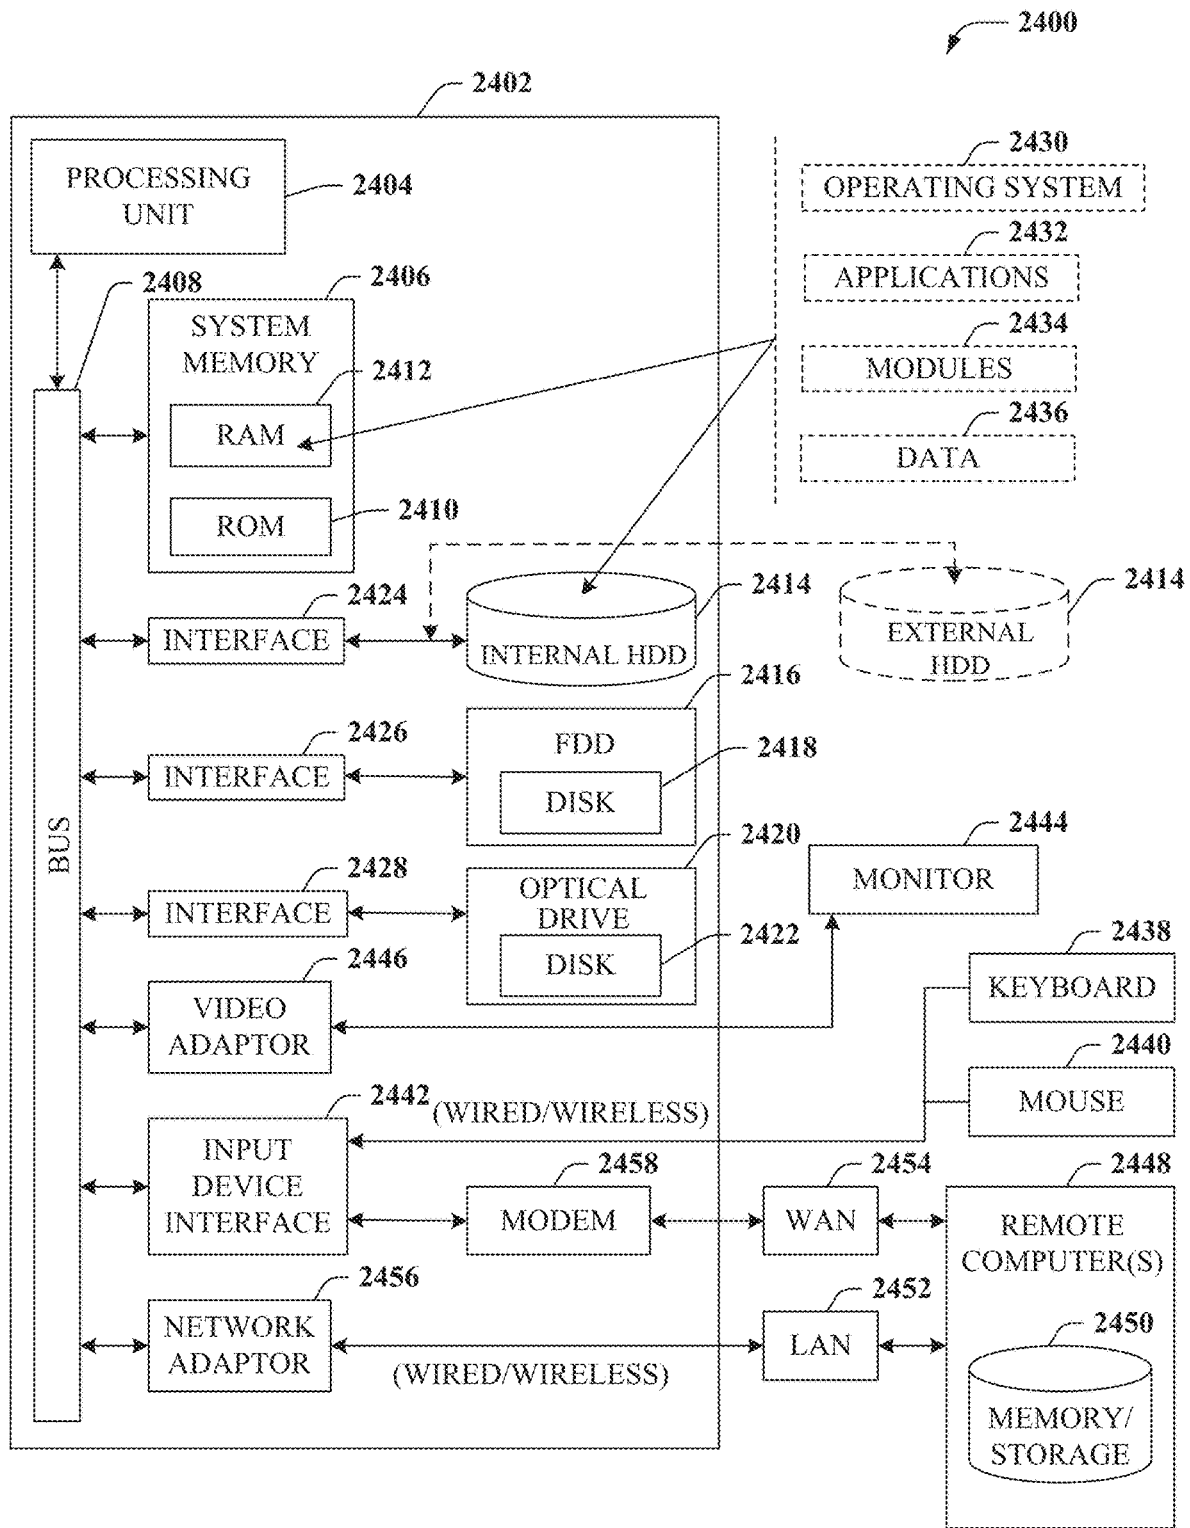 2400
2402
PROCESSING
UNIT
2404
2408
2406
SYSTEM
MEMORY
2412
RAM
2410
ROM
2430
OPERATING SYSTEM
2432
APPLICATIONS
2434
MODULES
2436
DATA
BUS
2424
INTERFACE
2414
INTERNAL HDD
2414
EXTERNAL
HDD
2426
INTERFACE
2416
FDD
2418
DISK
2428
INTERFACE
2420
OPTICAL
DRIVE
2422
DISK
2444
MONITOR
2446
VIDEO
ADAPTOR
2438
KEYBOARD
2440
MOUSE
2442
(WIRED/WIRELESS)
INPUT
DEVICE
INTERFACE
2458
MODEM
2454
WAN
2448
REMOTE
COMPUTER(S)
2456
NETWORK
ADAPTOR
(WIRED/WIRELESS)
2452
LAN
2450
MEMORY/
STORAGE